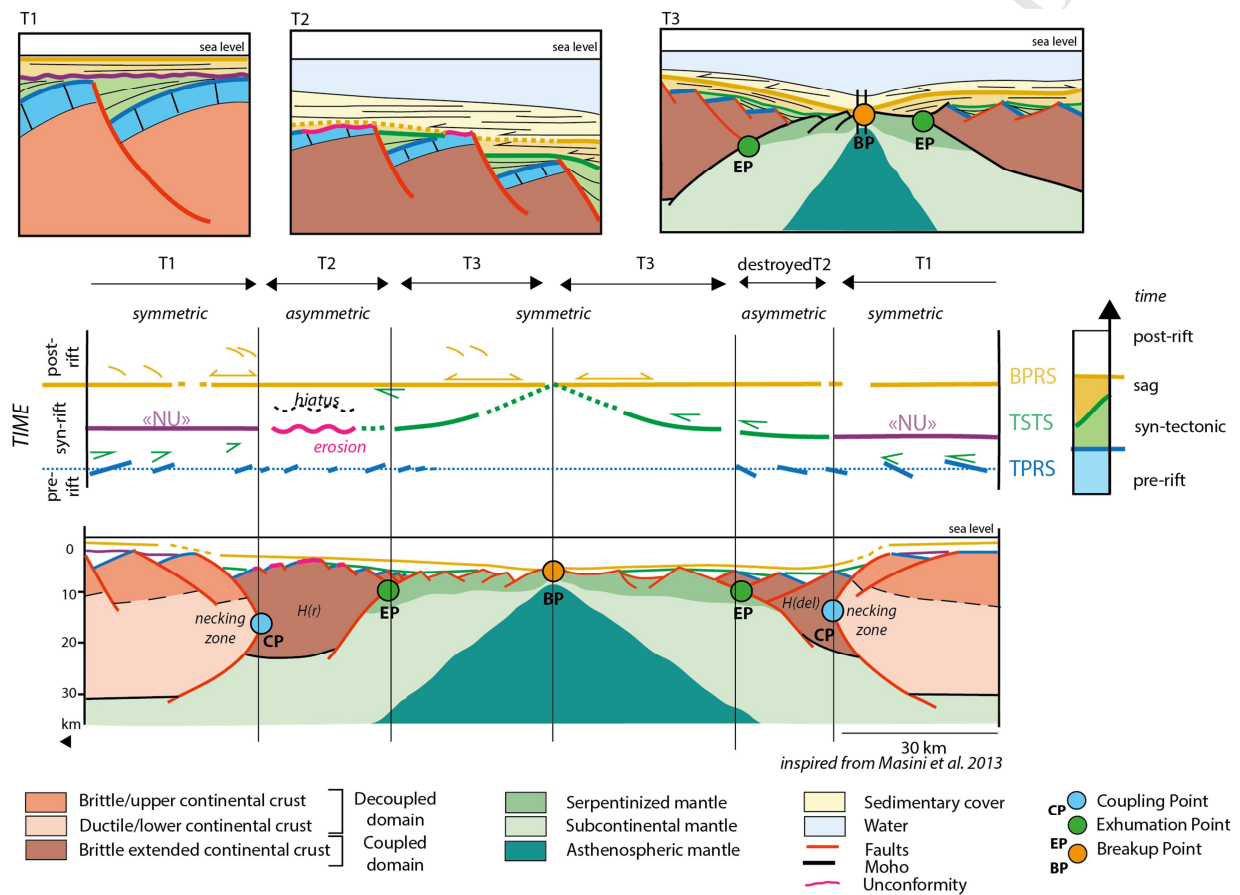 T1
T2
T3
sea level
sea level
sea level
EP
BP
EP
T1
T2
T3
T3
destroyedT2
T1
symmetric
asymmetric
symmetric
asymmetric
symmetric
time
TIME
post-
rift
syn-rift
pre-
rift
«NU»
hiatus
erosion
«NU»
BPRS
TSTS
TPRS
post-rift
sag
syn-tectonic
pre-rift
sea level
0
10
20
30
km
necking
zone
CP
H(r)
EP
BP
EP
H(del)
CP
necking
zone
30 km
inspired from Masini et al. 2013
Brittle/upper continental crust
Ductile/lower continental crust
Brittle extended continental crust
Decoupled
domain
Coupled
domain
Serpentinized mantle
Subcontinental mantle
Asthenospheric mantle
Sedimentary cover
Water
Faults
Moho
Unconformity
CP Coupling Point
EP Exhumation Point
BP Breakup Point